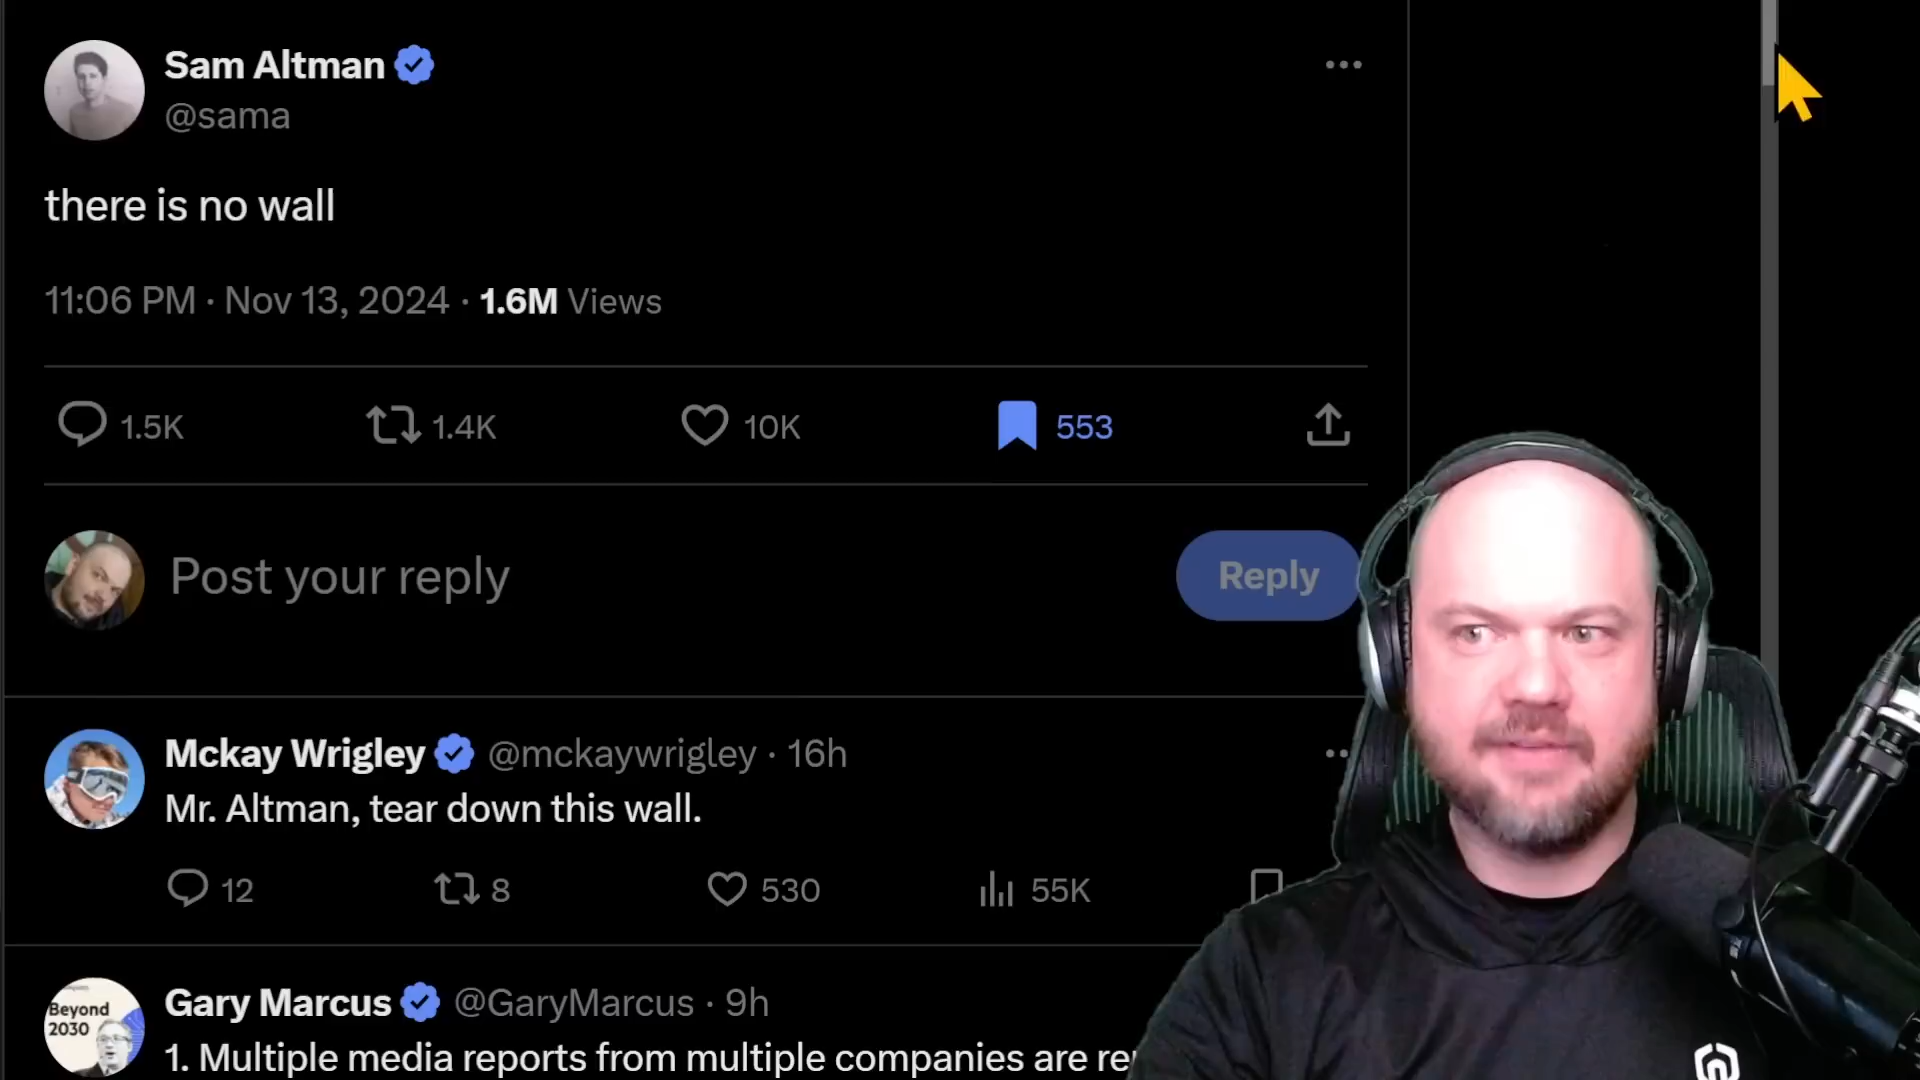 Sam Altman
@sama
there is no wall
11:06 PM · Nov 13, 2024 · 1.6M Views
1.5K 1.4K 10K 553
Post your reply
Reply
Mckay Wrigley @mckaywrigley · 16h
Mr. Altman, tear down this wall.
12 8 530 55K
Beyond
2030
Gary Marcus @GaryMarcus · 9h
1. Multiple media reports from multiple companies are